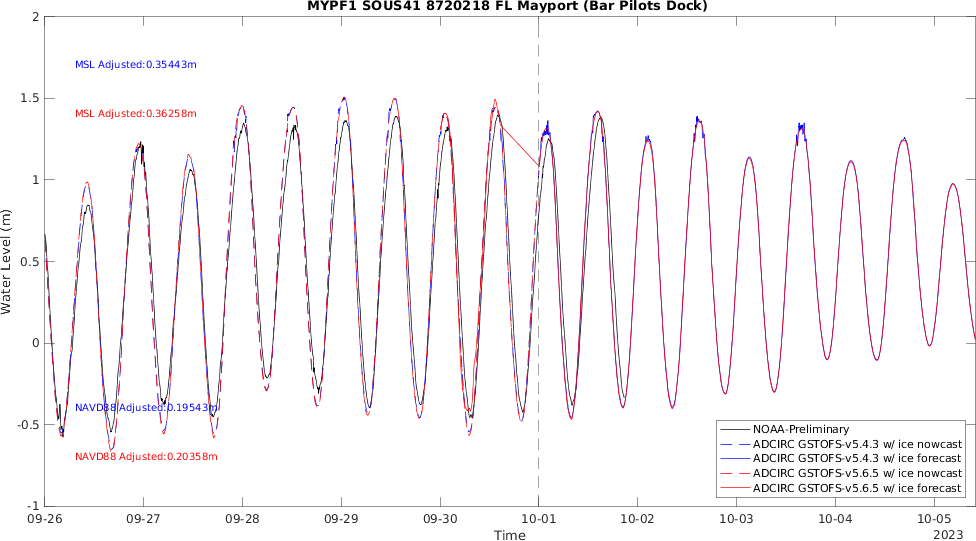 MYPF1 SOUS41 8720218 FL Mayport (Bar Pilots Dock)
2
MSL Adjusted:0.35443m
1.5
MSL Adjusted:0.36258m
1
Water Level (m)
0.5
0
NAVD88 Adjusted:0.19543m
-0.5
NAVD88 Adjusted:0.20358m
NOAA-Preliminary
ADCIRC GSTOFS-v5.4.3 w/ ice nowcast
ADCIRC GSTOFS-v5.4.3 w/ ice forecast
ADCIRC GSTOFS-v5.6.5 w/ ice nowcast
ADCIRC GSTOFS-v5.6.5 w/ ice forecast
-1
09-26 09-27 09-28 09-29 09-30 10-01 10-02 10-03 10-04 10-05
Time
2023